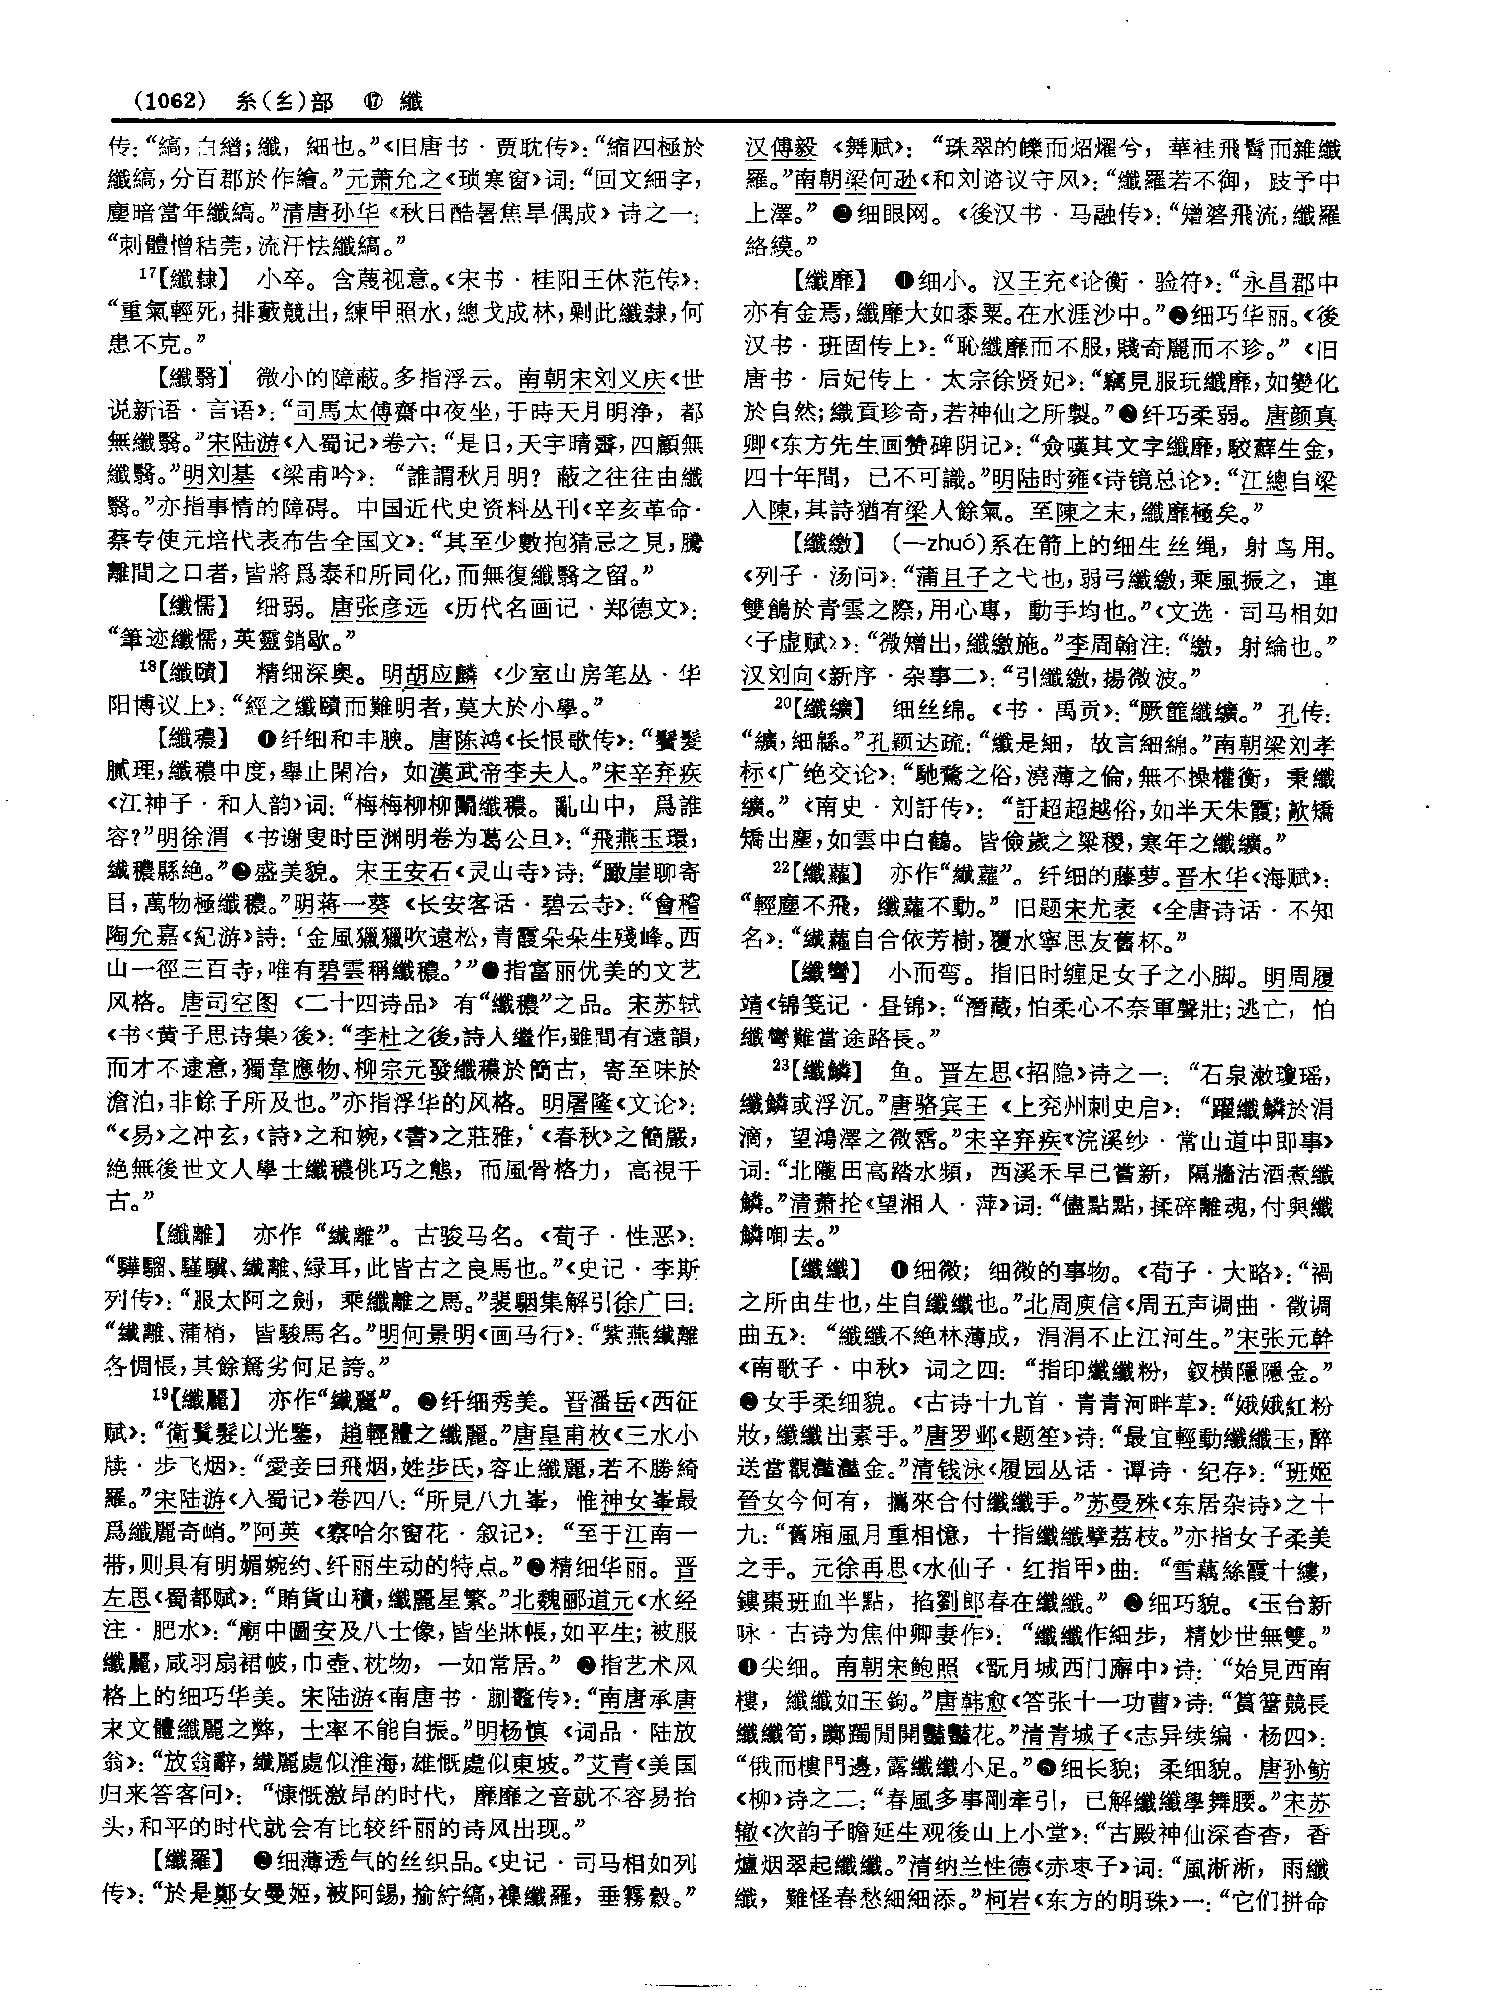 (1062) 糸(纟)部 ⑰ 纖
传:“縞,白繒;纖,細也。”《旧唐书·贾耽传》:“縮四極於
纖縞,分百郡於作繪。”元萧允之《琐寒窗》词:“回文細字,
塵暗當年纖縞。”清唐孙华《秋日酷暑焦旱偶成》诗之一:
“刺體憎秸莞,流汗怯纖縞。”
17【纖隸】 小卒。含蔑视意。《宋书·桂阳王休范传》:
“重氣輕死,排藪競出,練甲照水,總戈成林,剿此纖隸,何
患不克。”
【纖翳】 微小的障蔽。多指浮云。南朝宋刘义庆《世
说新语·言语》:“司馬太傅齋中夜坐,于時天月明浄,都
無纖翳。”宋陆游《入蜀记》卷六:“是日,天宇晴霽,四顧無
纖翳。”明刘基《梁甫吟》:“誰謂秋月明?蔽之往往由纖
翳。”亦指事情的障碍。中国近代史资料丛刊《辛亥革命·
蔡专使元培代表布告全国文》:“其至少數抱猜忌之見,騰
離間之口者,皆將爲泰和所同化,而無復纖翳之留。”
【纖懦】 细弱。唐张彦远《历代名画记·郑德文》:
“筆迹纖懦,英靈銷歇。”
18【纖賾】 精细深奥。明胡应麟《少室山房笔丛·华
阳博议上》:“經之纖賾而難明者,莫大於小學。”
【纖穠】 ❶纤细和丰腴。唐陈鸿《长恨歌传》:“鬢髮
膩理,纖穠中度,舉止閑冶,如漢武帝李夫人。”宋辛弃疾
《江神子·和人韵》词:“梅梅柳柳鬭纖穠。亂山中,爲誰
容?”明徐渭《书谢叟时臣渊明卷为葛公旦》:“飛燕玉環,
纖穠縣絶。”❷盛美貌。宋王安石《灵山寺》诗:“瞰崖聊寄
目,萬物極纖穠。”明蒋一葵《长安客话·碧云寺》:“會稽
陶允嘉《紀游》詩:‘金風獵獵吹遠松,青霞朵朵生殘峰。西
山一徑三百寺,唯有碧雲稱纖穠。’”❸指富丽优美的文艺
风格。唐司空图《二十四诗品》有“纖穠”之品。宋苏轼
《书〈黄子思诗集〉後》:“李杜之後,詩人繼作,雖間有遠韻,
而才不逮意,獨韋應物、柳宗元發纖穠於簡古,寄至味於
澹泊,非餘子所及也。”亦指浮华的风格。明屠隆《文论》:
“《易》之冲玄,《詩》之和婉,《書》之莊雅,《春秋》之簡嚴,
絶無後世文人學士纖穠佻巧之態,而風骨格力,高視千
古。”
【纖離】 亦作“纎離”。古骏马名。《荀子·性恶》:
“驊騮、騹驥、纖離、緑耳,此皆古之良馬也。”《史记·李斯
列传》:“服太阿之劍,乘纖離之馬。”裴駰集解引徐广曰:
“纖離、蒲梢,皆駿馬名。”明何景明《画马行》:“紫燕纖離
各惆悵,其餘駑劣何足誇。”
19【纖麗】 亦作“纎麗”。❶纤细秀美。晋潘岳《西征
赋》:“衛鬒髮以光鑒,趙輕體之纖麗。”唐皇甫枚《三水小
牍·步飞烟》:“愛妾曰飛烟,姓步氏,容止纖麗,若不勝綺
羅。”宋陆游《入蜀记》卷四八:“所見八九峯,惟神女峯最
爲纖麗奇峭。”阿英《察哈尔窗花·叙记》:“至于江南一
带,则具有明媚婉约、纤丽生动的特点。”❷精细华丽。晋
左思《蜀都赋》:“賄貨山積,纖麗星繁。”北魏郦道元《水经
注·肥水》:“廟中圖安及八士像,皆坐牀帳,如平生;被服
纖麗,咸羽扇裙帔,巾壺、枕物,一如常居。”❸指艺术风
格上的细巧华美。宋陆游《南唐书·蒯鼇传》:“南唐承唐
末文體纖麗之弊,士率不能自振。”明杨慎《词品·陆放
翁》:“放翁辭,纖麗處似淮海,雄慨處似東坡。”艾青《美国
归来答客问》:“慷慨激昂的时代,靡靡之音就不容易抬
头,和平的时代就会有比较纤丽的诗风出现。”
【纖羅】 ❶细薄透气的丝织品。《史记·司马相如列
传》:“於是鄭女曼姬,被阿錫,揄紵縞,襍纖羅,垂霧縠。”
汉傅毅《舞赋》:“珠翠的皪而炤燿兮,華袿飛髾而雜纖
羅。”南朝梁何逊《和刘谘议守风》:“纖羅若不御,跂予中
上澤。”❷细眼网。《後汉书·马融传》:“矰碆飛流,纖羅
絡縸。”
【纖靡】 ❶细小。汉王充《论衡·验符》:“永昌郡中
亦有金焉,纖靡大如黍粟。在水涯沙中。”❷细巧华丽。《後
汉书·班固传上》:“恥纖靡而不服,賤奇麗而不珍。”《旧
唐书·后妃传上·太宗徐贤妃》:“竊見服玩纖靡,如變化
於自然;織貢珍奇,若神仙之所製。”❸纤巧柔弱。唐颜真
卿《东方先生画赞碑阴记》:“僉嘆其文字纖靡,駮蘚生金,
四十年間,已不可識。”明陆时雍《诗镜总论》:“江總自梁
入陳,其詩猶有梁人餘氣。至陳之末,纖靡極矣。”
【纖繳】 (—zhuó)系在箭上的细生丝绳,射鸟用。
《列子·汤问》:“蒲且子之弋也,弱弓纖繳,乘風振之,連
雙鶬於青雲之際,用心專,動手均也。”《文选·司马相如
〈子虚赋〉》:“微矰出,纖繳施。”李周翰注:“繳,射綸也。”
汉刘向《新序·杂事二》:“引纖繳,揚微波。”
20【纖纊】 细丝绵。《书·禹贡》:“厥篚纖纊。”孔传:
“纊,細緜。”孔颖达疏:“纖是細,故言細綿。”南朝梁刘孝
标《广绝交论》:“馳騖之俗,澆薄之倫,無不操權衡,秉纖
纊。”《南史·刘訏传》:“訏超超越俗,如半天朱霞;歊矯
矯出塵,如雲中白鶴。皆儉歲之粱稷,寒年之纖纊。”
22【纖蘿】 亦作“纎蘿”。纤细的藤萝。晋木华《海赋》:
“輕塵不飛,纖蘿不動。”旧题宋尤袤《全唐诗话·不知
名》:“纖蘿自合依芳樹,覆水寧思友舊杯。”
【纖彎】 小而弯。指旧时缠足女子之小脚。明周履
靖《锦笺记·昼锦》:“潛蔵,怕柔心不奈軍聲壯;逃亡,怕
纖彎難當途路長。”
23【纖鱗】 鱼。晋左思《招隐》诗之一:“石泉漱瓊瑶,
纖鱗或浮沉。”唐骆宾王《上兖州刺史启》:“躍纖鱗於涓
滴,望鴻澤之微霑。”宋辛弃疾《浣溪纱·常山道中即事》
词:“北隴田高踏水頻,西溪禾早已嘗新,隔牆沽酒煮纖
鱗。”清萧抡《望湘人·萍》词:“儘點點,揉碎離魂,付與纖
鱗啣去。”
【纖纖】 ❶细微;细微的事物。《荀子·大略》:“禍
之所由生也,生自纖纖也。”北周庾信《周五声调曲·徵调
曲五》:“纖纖不絶林薄成,涓涓不止江河生。”宋张元幹
《南歌子·中秋》词之四:“指印纖纖粉,釵横隱隱金。”
❷女手柔细貌。《古诗十九首·青青河畔草》:“娥娥紅粉
妝,纖纖出素手。”唐罗邺《题笙》诗:“最宜輕動纖纖玉,醉
送當觀灩灩金。”清钱泳《履园丛话·谭诗·纪存》:“班姬
晉女今何有,攜來合付纖纖手。”苏曼殊《东居杂诗》之十
九:“舊廂風月重相憶,十指纖纖擘荔枝。”亦指女子柔美
之手。元徐再思《水仙子·红指甲》曲:“雪藕絲霞十縷,
鏤棗班血半點,掐劉郎春在纖纖。”❸细巧貌。《玉台新
咏·古诗为焦仲卿妻作》:“纖纖作細步,精妙世無雙。”
❹尖细。南朝宋鲍照《翫月城西门廨中》诗:“始見西南
樓,纖纖如玉鉤。”唐韩愈《答张十一功曹》诗:“篔簹競長
纖纖筍,躑躅閒開豔豔花。”清青城子《志异续编·杨四》:
“俄而樓門邊,露纖纖小足。”❺细长貌;柔细貌。唐孙鲂
《柳》诗之二:“春風多事剛牽引,已解纖纖學舞腰。”宋苏
辙《次韵子瞻延生观後山上小堂》:“古殿神仙深杳杳,香
爐烟翠起纖纖。”清纳兰性德《赤枣子》词:“風淅淅,雨纖
纖,難怪春愁細細添。”柯岩《东方的明珠》一:“它们拼命